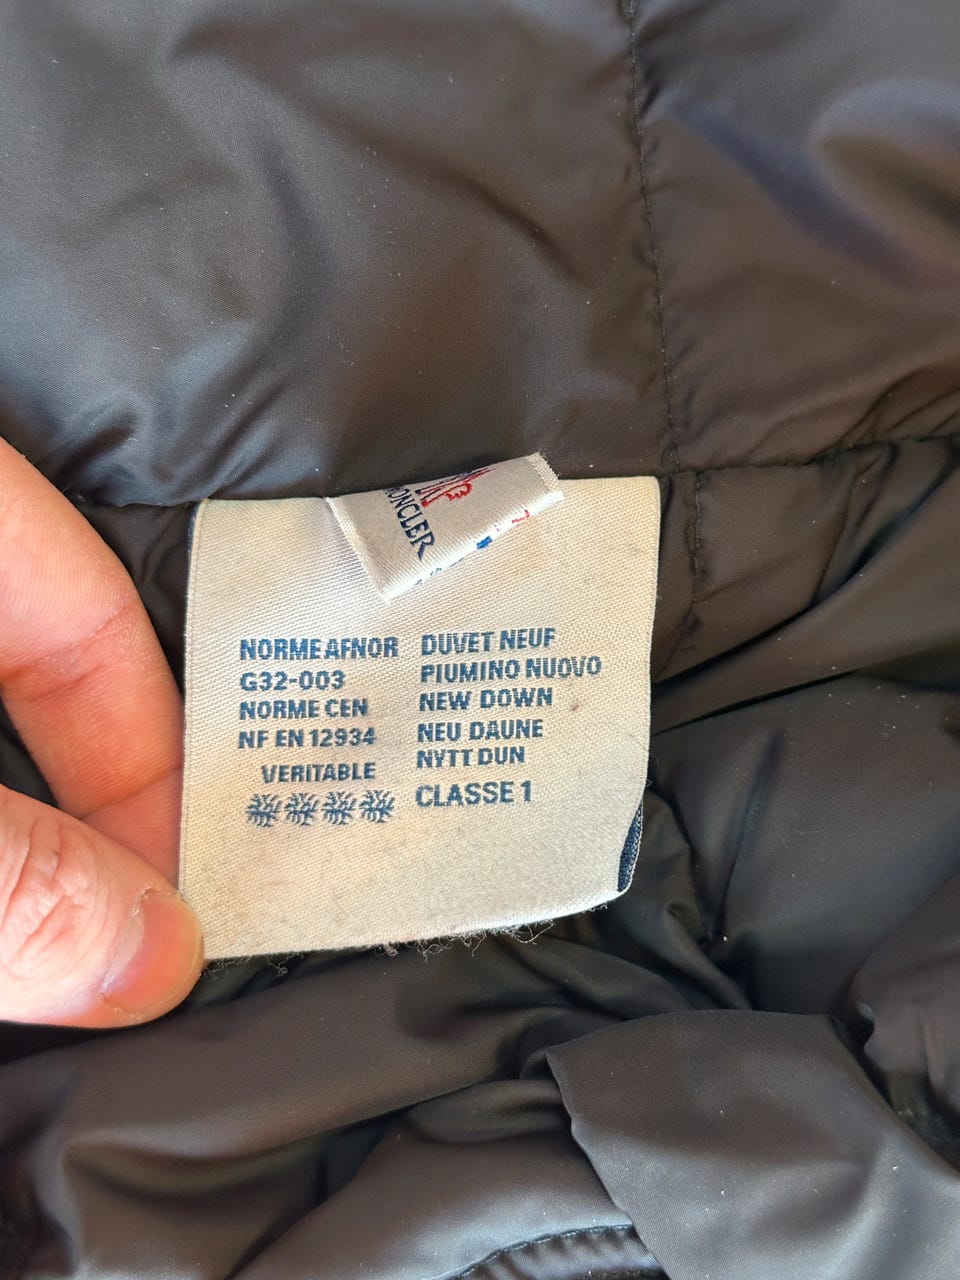 ONCLER
NORME AFNOR
G32-003
NORME CEN
NF EN 12934
VERITABLE
DUVET NEUF
PIUMINO NUOVO
NEW DOWN
NEU DAUNE
NYTT DUN
CLASSE 1